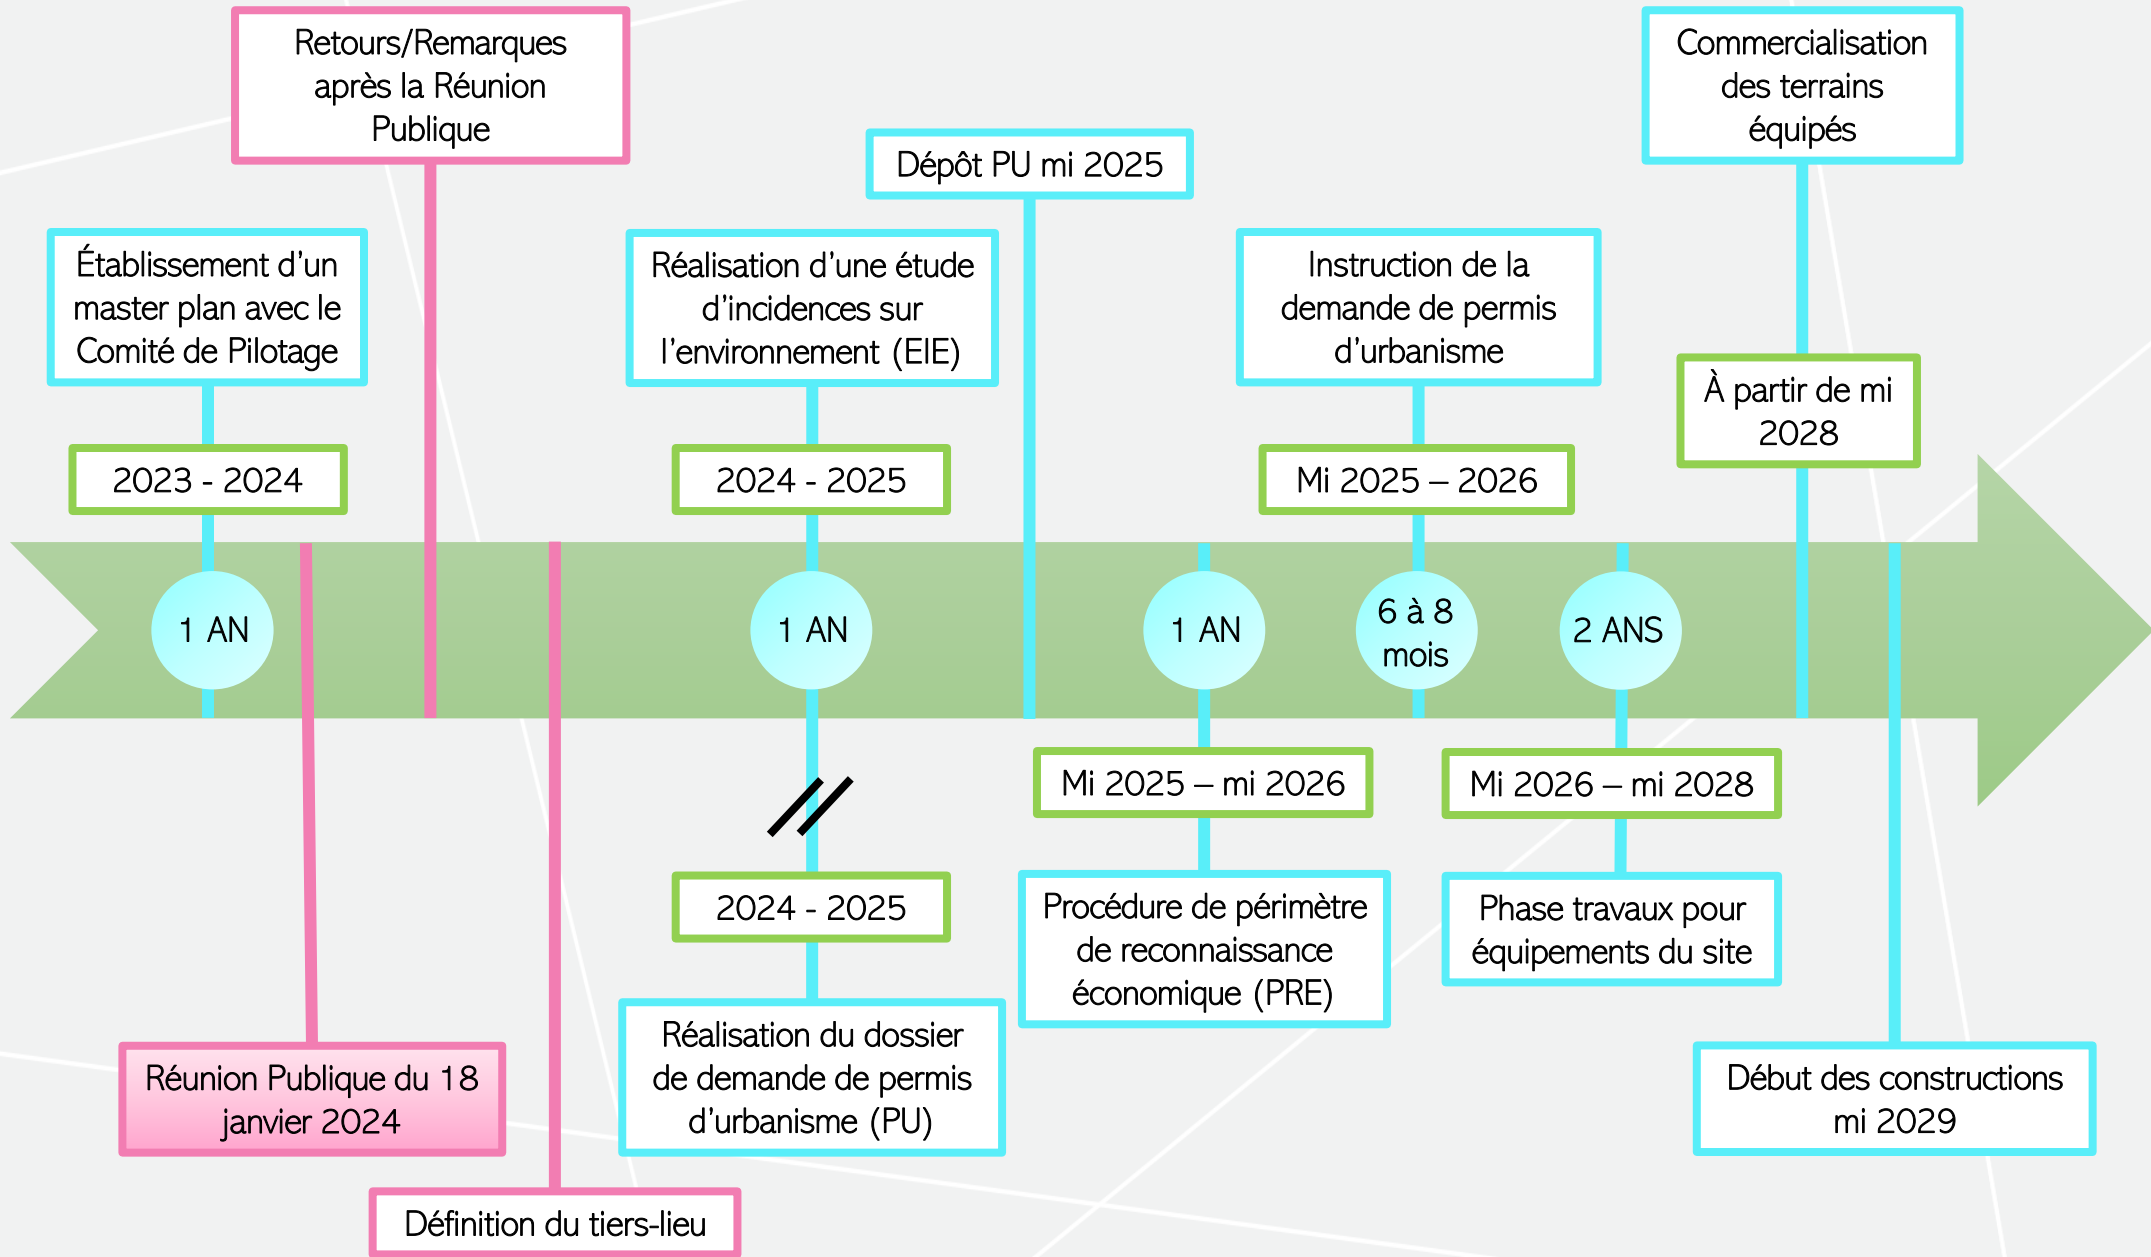 Retours/Remarques
après la Réunion
Publique
Commercialisation
des terrains
équipés
Dépôt PU mi 2025
Établissement d'un
master plan avec le
Comité de Pilotage
Réalisation d'une étude
d'incidences sur
l'environnement (EIE)
Instruction de la
demande de permis
d'urbanisme
À partir de mi
2028
2023 - 2024
2024 - 2025
Mi 2025 – 2026
1 AN
1 AN
1 AN
6 à 8
mois
2 ANS
Mi 2025 – mi 2026
Mi 2026 – mi 2028
2024 - 2025
Procédure de périmètre
de reconnaissance
économique (PRE)
Phase travaux pour
équipements du site
Réunion Publique du 18
janvier 2024
Réalisation du dossier
de demande de permis
d'urbanisme (PU)
Début des constructions
mi 2029
Définition du tiers-lieu